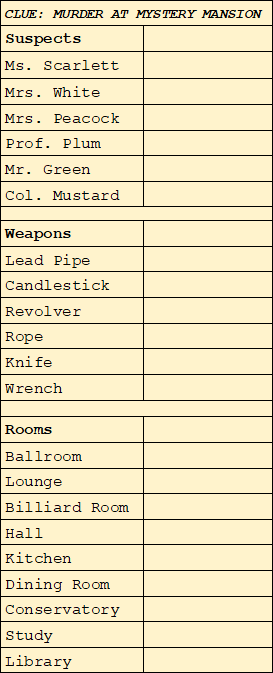 CLUE: MURDER AT MYSTERY MANSION
Suspects
Ms. Scarlett
Mrs. White
Mrs. Peacock
Prof. Plum
Mr. Green
Col. Mustard
Weapons
Lead Pipe
Candlestick
Revolver
Rope
Knife
Wrench
Rooms
Ballroom
Lounge
Billiard Room
Hall
Kitchen
Dining Room
Conservatory
Study
Library